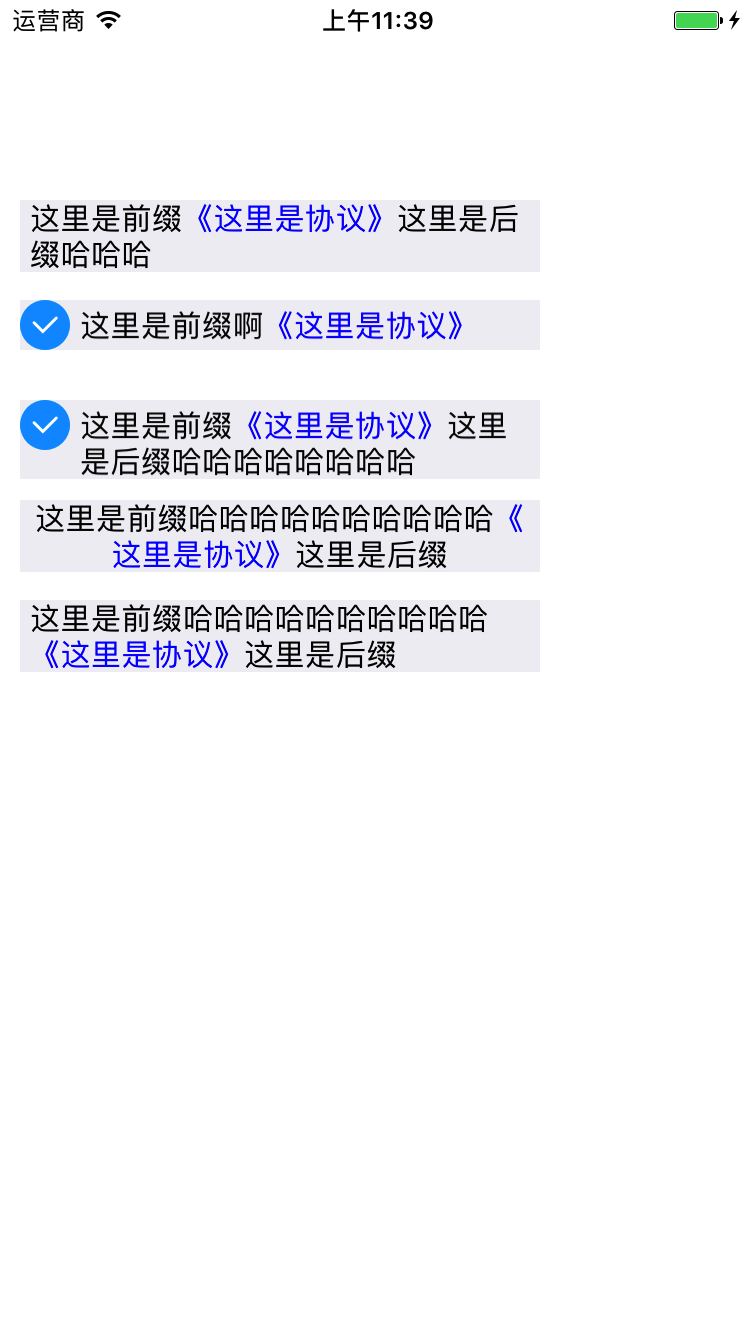 运营商 上午11:39
这里是前缀《这里是协议》这里是后
缀哈哈哈
这里是前缀啊《这里是协议》
这里是前缀《这里是协议》这里
是后缀哈哈哈哈哈哈哈哈
这里是前缀哈哈哈哈哈哈哈哈哈哈《
这里是协议》这里是后缀
这里是前缀哈哈哈哈哈哈哈哈哈哈
《这里是协议》这里是后缀